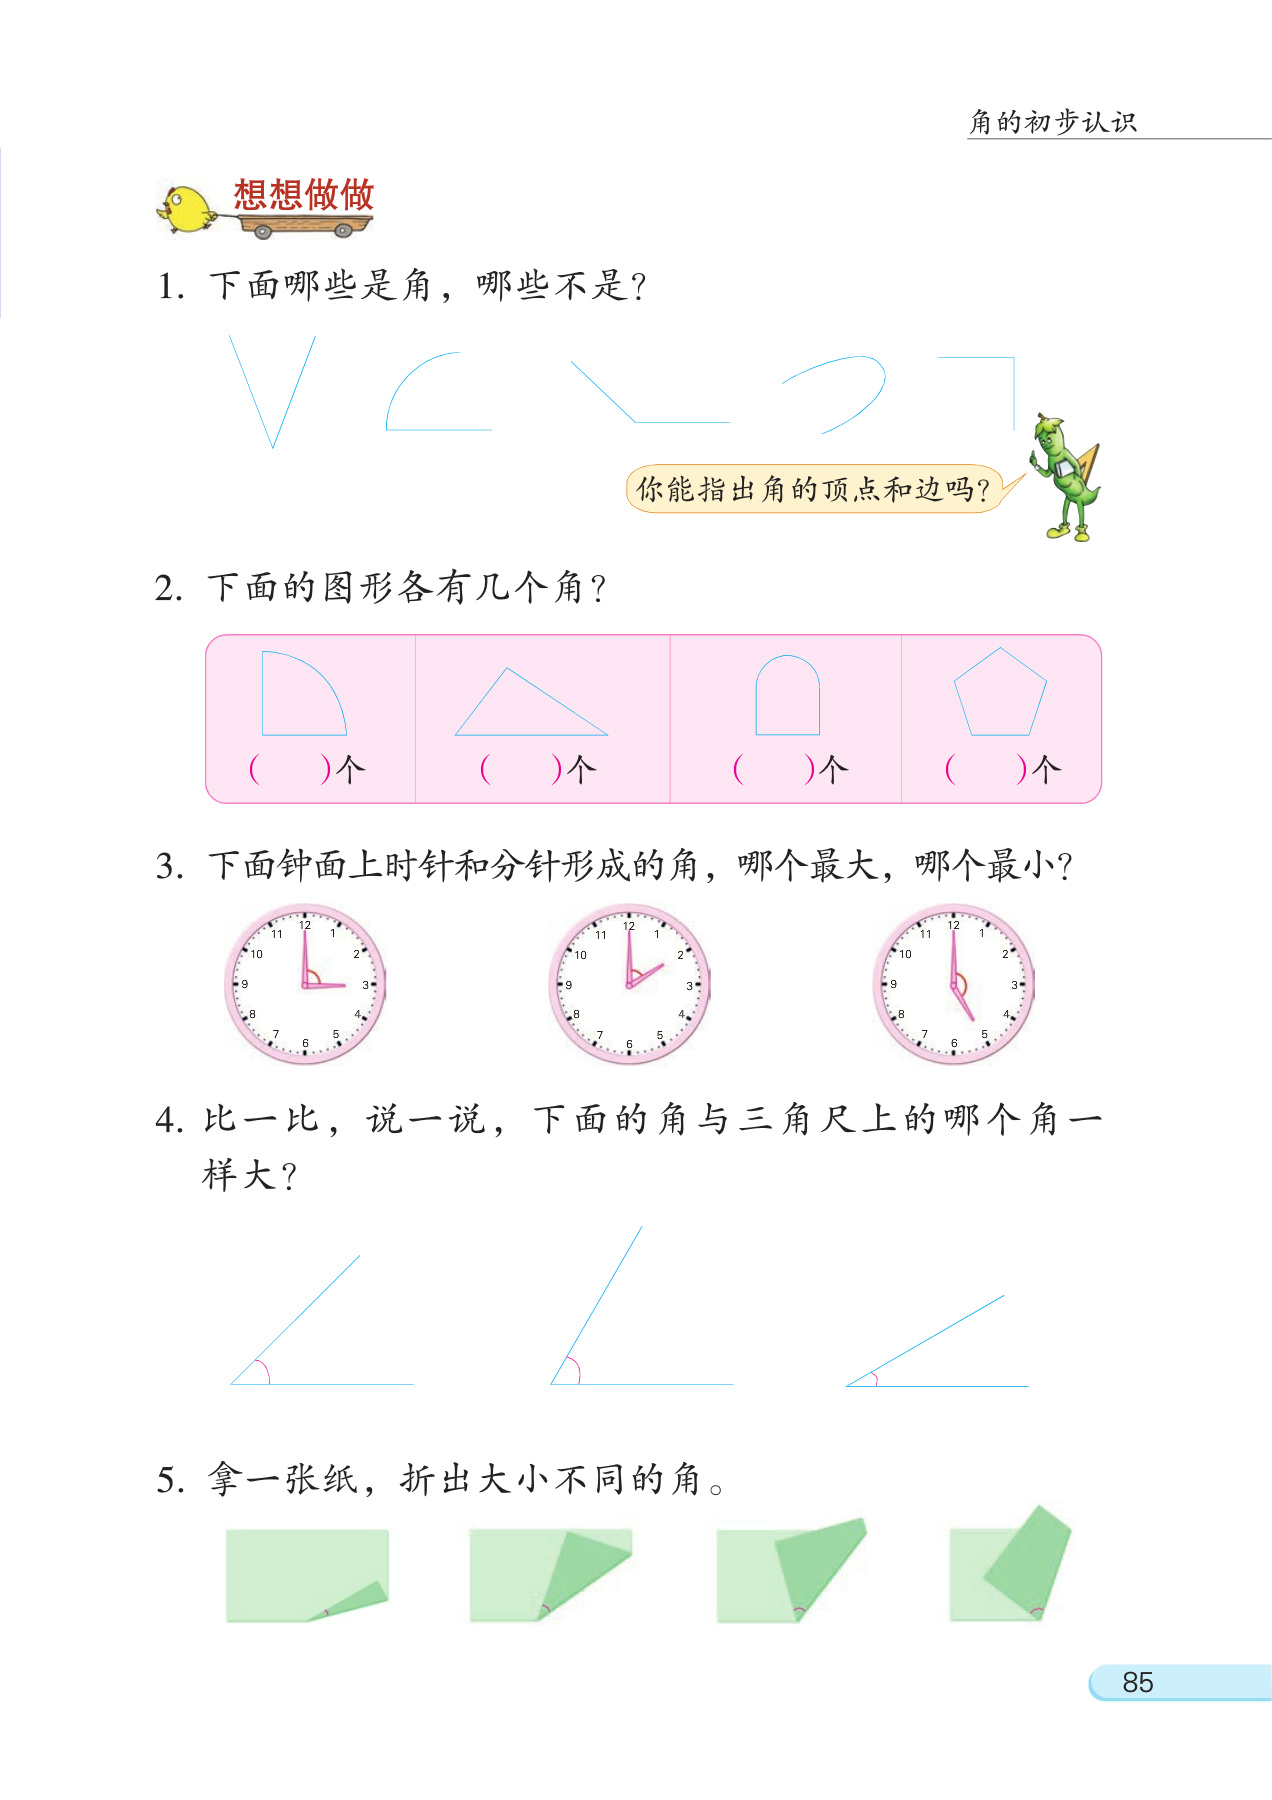 角的初步认识
想想做做
1. 下面哪些是角，哪些不是？
你能指出角的顶点和边吗？
2. 下面的图形各有几个角？
(  )个 (  )个 (  )个 (  )个
3. 下面钟面上时针和分针形成的角，哪个最大，哪个最小？
12 1 2 3 4 5 6 7 8 9 10 11
12 1 2 3 4 5 6 7 8 9 10 11
12 1 2 3 4 5 6 7 8 9 10 11
4. 比一比，说一说，下面的角与三角尺上的哪个角一
样大？
5. 拿一张纸，折出大小不同的角。
85